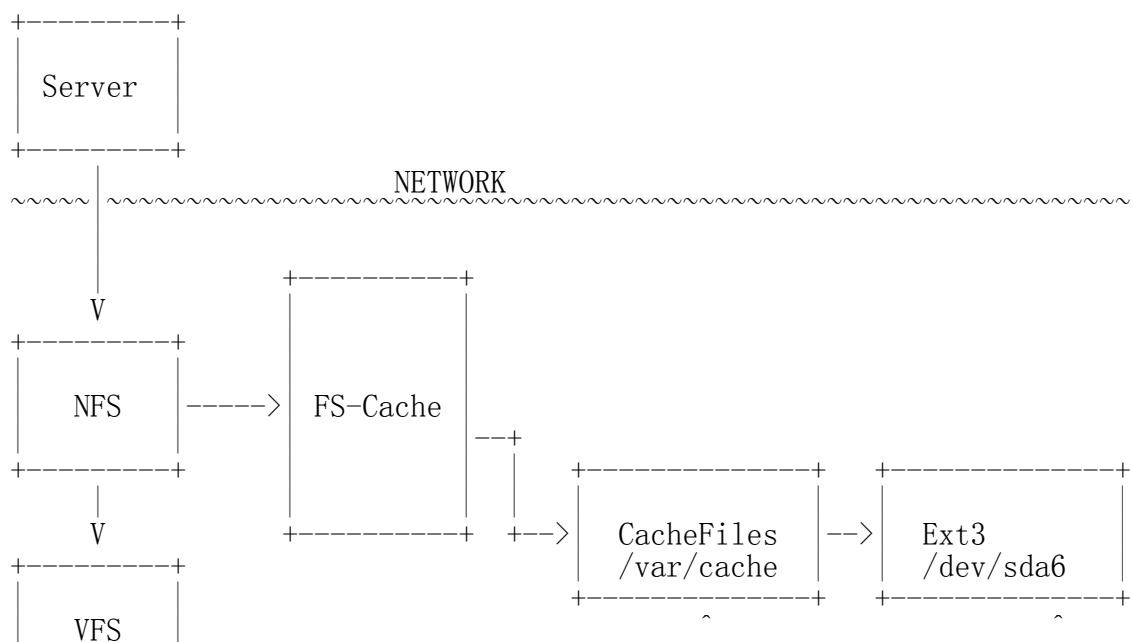 Server
NETWORK
NFS
FS-Cache
CacheFiles
/var/cache
Ext3
/dev/sda6
VFS